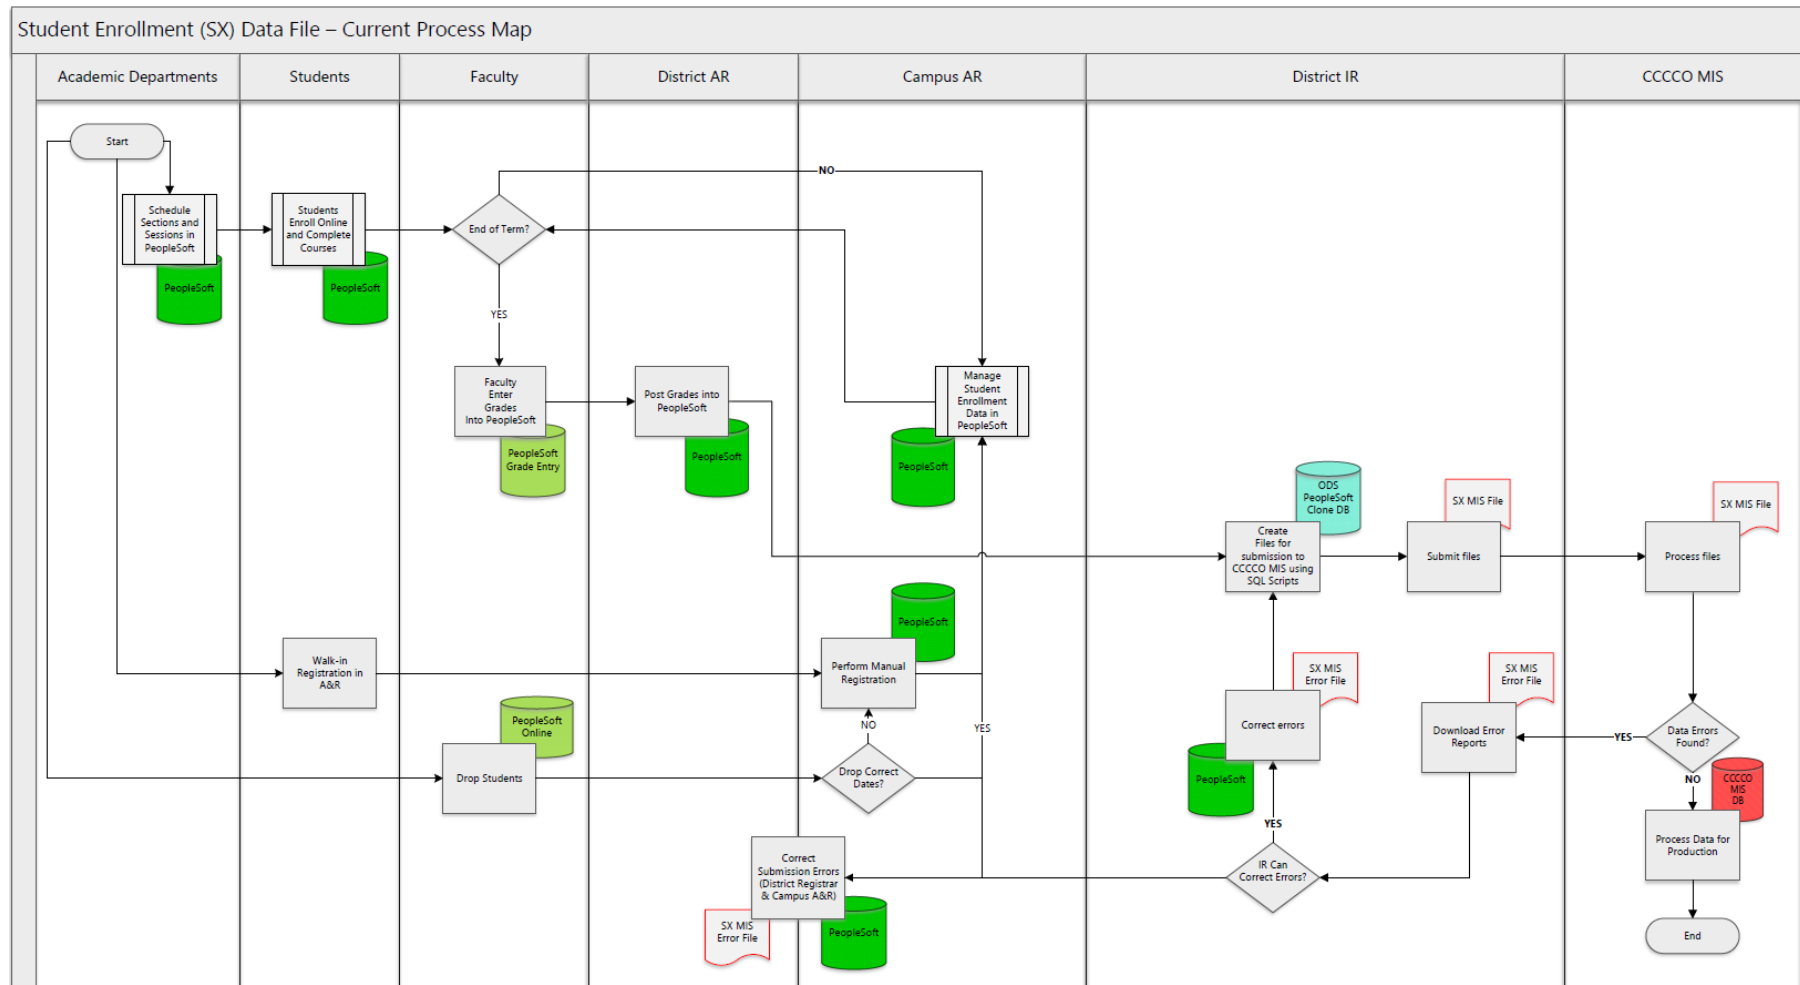 Student Enrollment (SX) Data File – Current Process Map
Academic Departments
Students
Faculty
District AR
Campus AR
District IR
CCCCO MIS
Start
NO
Schedule
Sections and
Sessions in
PeopleSoft
PeopleSoft
Students
Enroll Online
and Complete
Courses
PeopleSoft
End of Term?
YES
Faculty
Enter
Grades
Into PeopleSoft
PeopleSoft
Grade Entry
Post Grades into
PeopleSoft
PeopleSoft
Manage
Student
Enrollment
Data in
PeopleSoft
PeopleSoft
ODS
PeopleSoft
Clone DB
Create
Files for
submission to
CCCCO MIS using
SQL Scripts
SX MIS File
Submit files
SX MIS File
Process files
Walk-in
Registration in
A&R
PeopleSoft
Perform Manual
Registration
NO
YES
PeopleSoft
Online
Drop Students
Drop Correct
Dates?
SX MIS
Error File
Correct errors
PeopleSoft
YES
IR Can
Correct Errors?
SX MIS
Error File
Download Error
Reports
YES
Data Errors
Found?
NO
CCCCO
MIS
DB
Process Data for
Production
End
Correct
Submission Errors
(District Registrar
& Campus A&R)
SX MIS
Error File
PeopleSoft